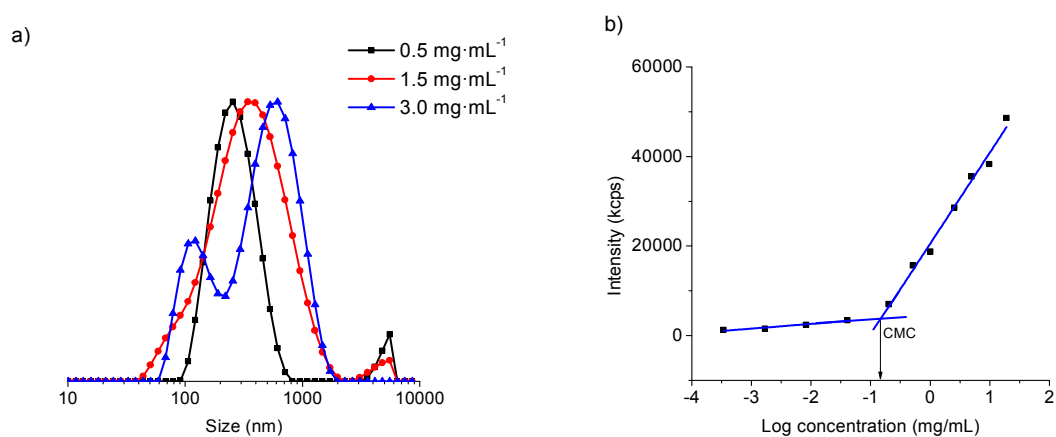 a)
0.5 mg·mL⁻¹
1.5 mg·mL⁻¹
3.0 mg·mL⁻¹
10 100 1000 10000
Size (nm)
b)
60000
40000
20000
0
Intensity (kcps)
CMC
-4 -3 -2 -1 0 1 2
Log concentration (mg/mL)